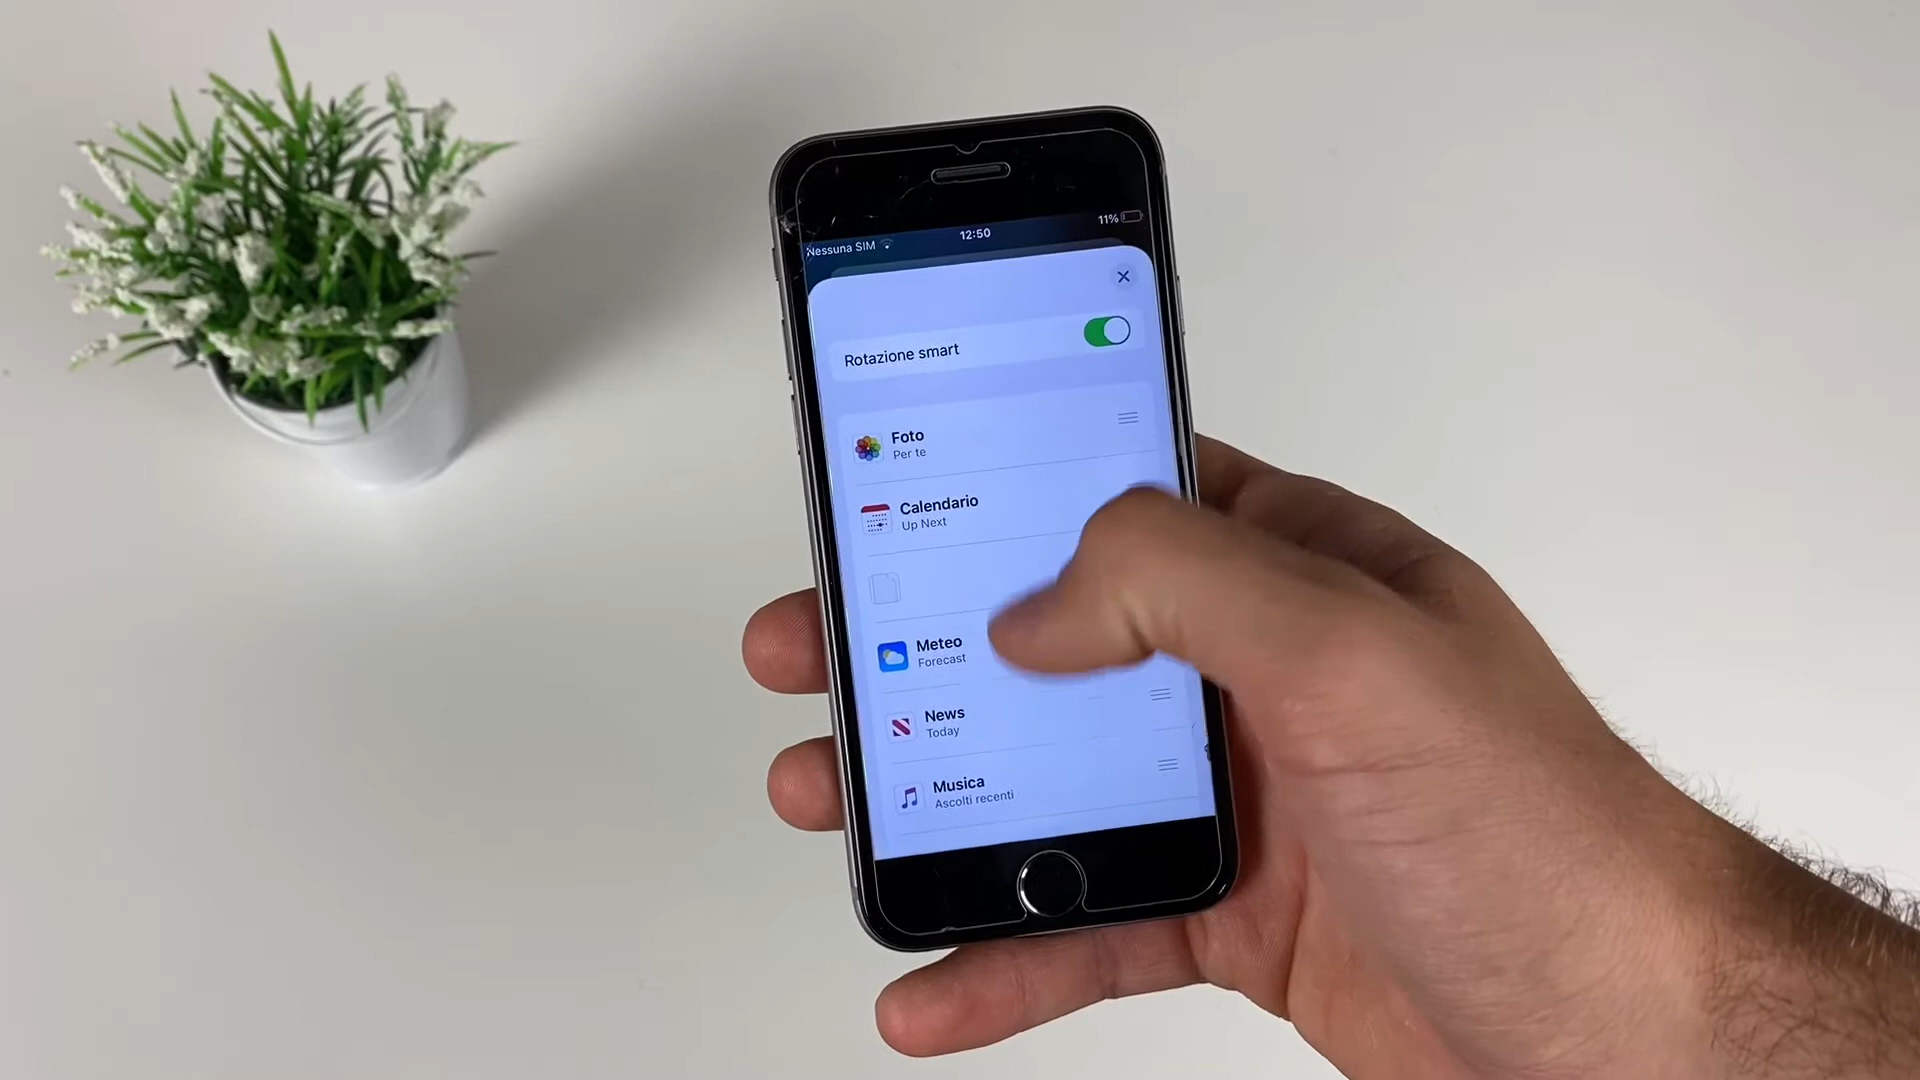 Nessuna SIM
12:50
11%
Rotazione smart
Foto
Per te
Calendario
Up Next
Meteo
Forecast
News
Today
Musica
Ascolti recenti